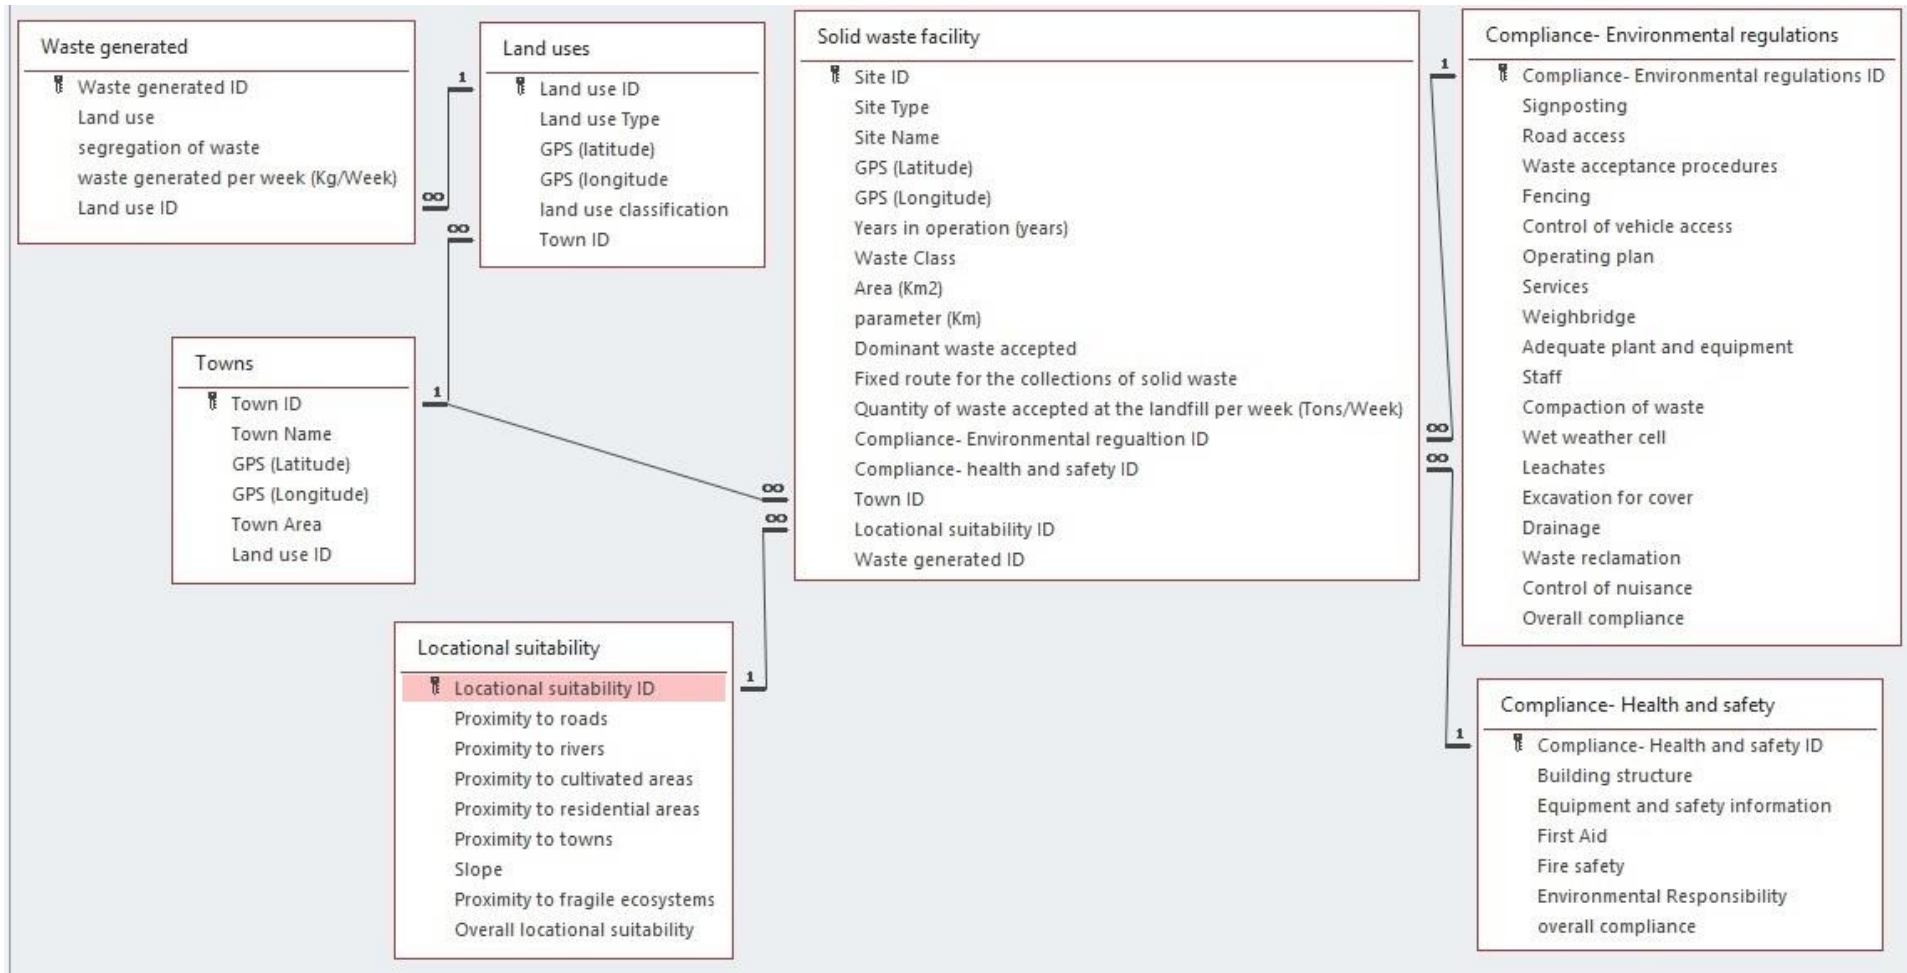 Waste generated
Waste generated ID
Land use
segregation of waste
waste generated per week (Kg/Week)
Land use ID
1
∞
Land uses
Land use ID
Land use Type
GPS (latitude)
GPS (longitude
land use classification
Town ID
∞
Towns
Town ID
Town Name
GPS (Latitude)
GPS (Longitude)
Town Area
Land use ID
1
Locational suitability
Locational suitability ID
Proximity to roads
Proximity to rivers
Proximity to cultivated areas
Proximity to residential areas
Proximity to towns
Slope
Proximity to fragile ecosystems
Overall locational suitability
1
Solid waste facility
Site ID
Site Type
Site Name
GPS (Latitude)
GPS (Longitude)
Years in operation (years)
Waste Class
Area (Km2)
parameter (Km)
Dominant waste accepted
Fixed route for the collections of solid waste
Quantity of waste accepted at the landfill per week (Tons/Week)
Compliance- Environmental regualtion ID
Compliance- health and safety ID
Town ID
Locational suitability ID
Waste generated ID
∞
∞
∞
∞
Compliance- Environmental regulations
1
Compliance- Environmental regulations ID
Signposting
Road access
Waste acceptance procedures
Fencing
Control of vehicle access
Operating plan
Services
Weighbridge
Adequate plant and equipment
Staff
Compaction of waste
Wet weather cell
Leachates
Excavation for cover
Drainage
Waste reclamation
Control of nuisance
Overall compliance
Compliance- Health and safety
1
Compliance- Health and safety ID
Building structure
Equipment and safety information
First Aid
Fire safety
Environmental Responsibility
overall compliance